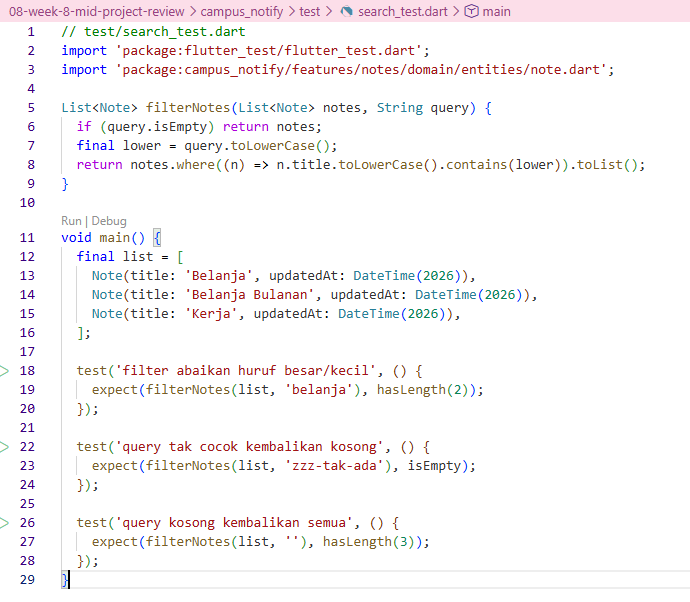 08-week-8-mid-project-review > campus_notify > test > search_test.dart > main
1 // test/search_test.dart
2 import 'package:flutter_test/flutter_test.dart';
3 import 'package:campus_notify/features/notes/domain/entities/note.dart';
4
5 List<Note> filterNotes(List<Note> notes, String query) {
6   if (query.isEmpty) return notes;
7   final lower = query.toLowerCase();
8   return notes.where((n) => n.title.toLowerCase().contains(lower)).toList();
9 }
10
Run | Debug
11 void main() {
12   final list = [
13     Note(title: 'Belanja', updatedAt: DateTime(2026)),
14     Note(title: 'Belanja Bulanan', updatedAt: DateTime(2026)),
15     Note(title: 'Kerja', updatedAt: DateTime(2026)),
16   ];
17
18   test('filter abaikan huruf besar/kecil', () {
19     expect(filterNotes(list, 'belanja'), hasLength(2));
20   });
21
22   test('query tak cocok kembalikan kosong', () {
23     expect(filterNotes(list, 'zzz-tak-ada'), isEmpty);
24   });
25
26   test('query kosong kembalikan semua', () {
27     expect(filterNotes(list, ''), hasLength(3));
28   });
29 }